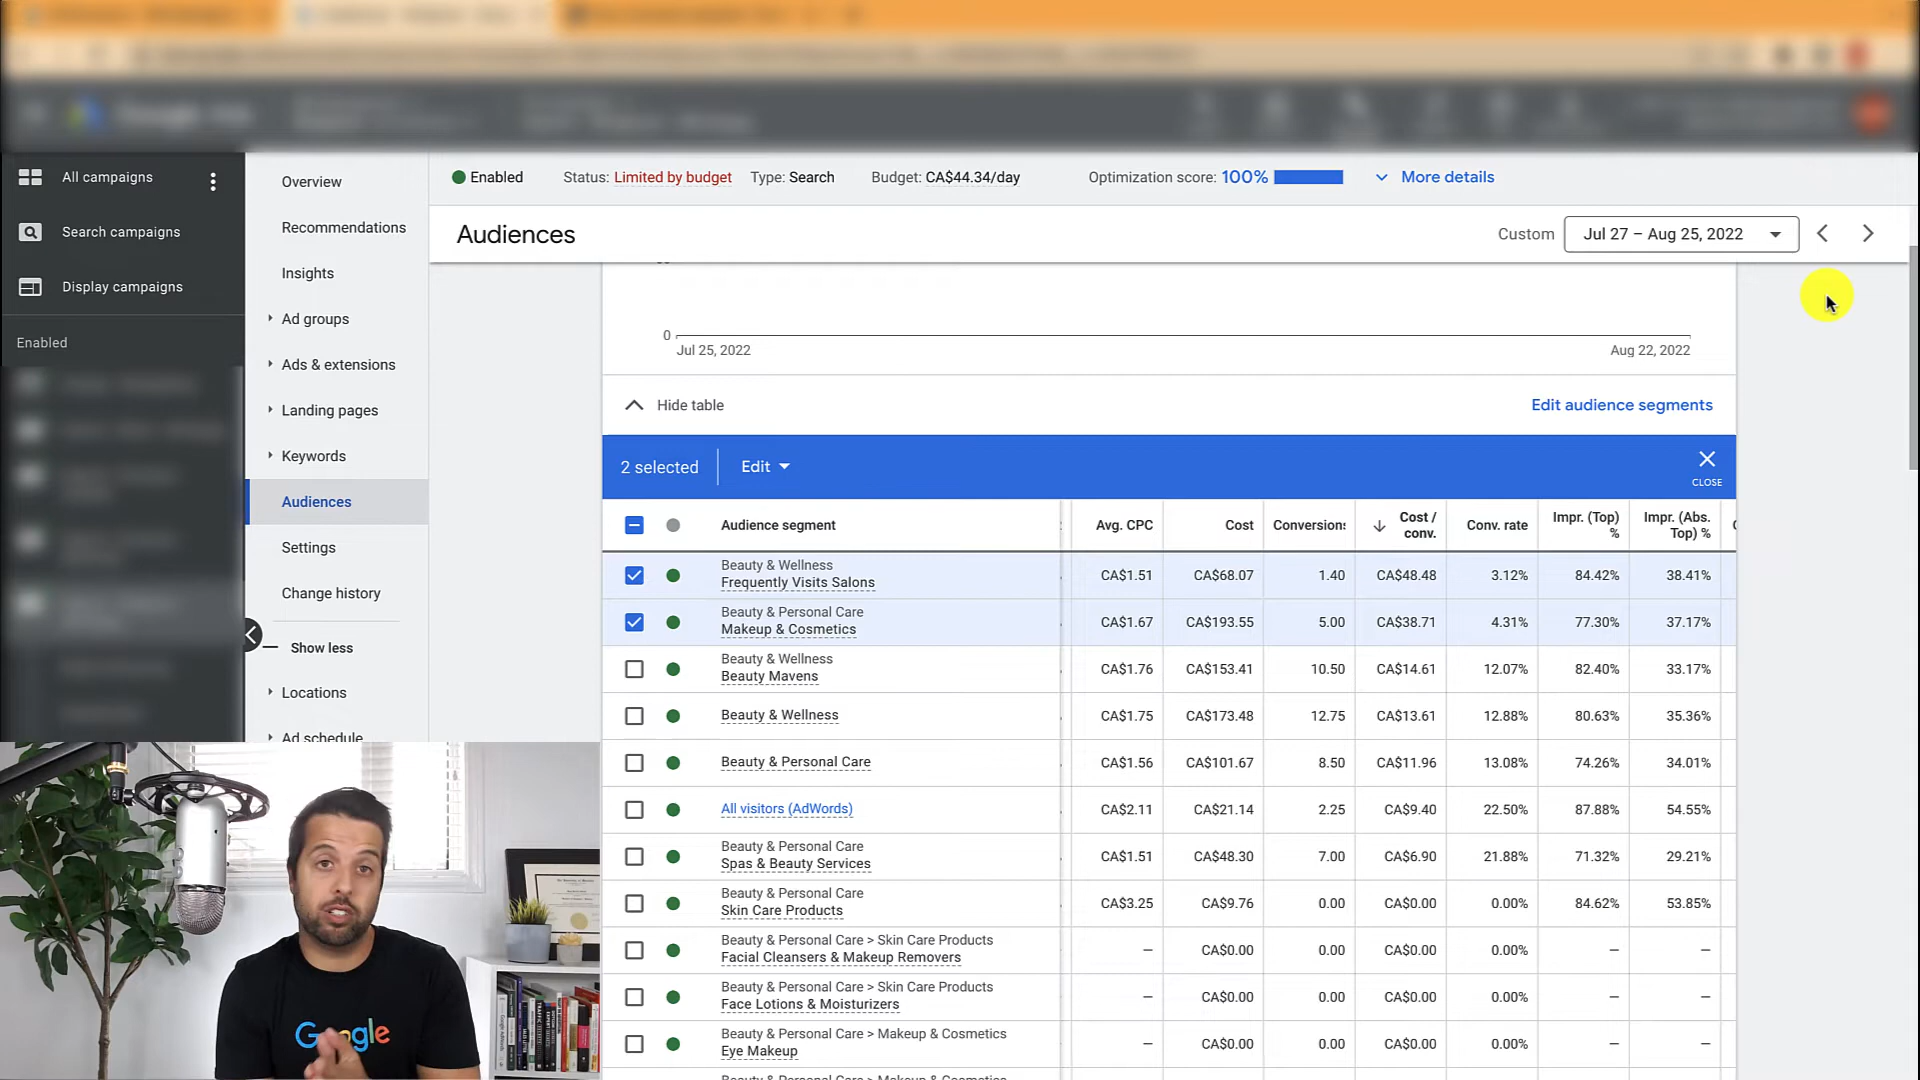 All campaigns
Search campaigns
Display campaigns
Enabled
Overview
Recommendations
Insights
Ad groups
Ads & extensions
Landing pages
Keywords
Audiences
Settings
Change history
Show less
Locations
Ad schedule
Enabled Status: Limited by budget Type: Search Budget: CA$44.34/day Optimization score: 100% More details
Audiences
Custom Jul 27 – Aug 25, 2022
0
Jul 25, 2022 Aug 22, 2022
Hide table Edit audience segments
2 selected Edit
CLOSE
Audience segment Avg. CPC Cost Conversions Cost / conv. Conv. rate Impr. (Top) % Impr. (Abs. Top) %
Beauty & Wellness
Frequently Visits Salons CA$1.51 CA$68.07 1.40 CA$48.48 3.12% 84.42% 38.41%
Beauty & Personal Care
Makeup & Cosmetics CA$1.67 CA$193.55 5.00 CA$38.71 4.31% 77.30% 37.17%
Beauty & Wellness
Beauty Mavens CA$1.76 CA$153.41 10.50 CA$14.61 12.07% 82.40% 33.17%
Beauty & Wellness CA$1.75 CA$173.48 12.75 CA$13.61 12.88% 80.63% 35.36%
Beauty & Personal Care CA$1.56 CA$101.67 8.50 CA$11.96 13.08% 74.26% 34.01%
All visitors (AdWords) CA$2.11 CA$21.14 2.25 CA$9.40 22.50% 87.88% 54.55%
Beauty & Personal Care
Spas & Beauty Services CA$1.51 CA$48.30 7.00 CA$6.90 21.88% 71.32% 29.21%
Beauty & Personal Care
Skin Care Products CA$3.25 CA$9.76 0.00 CA$0.00 0.00% 84.62% 53.85%
Beauty & Personal Care > Skin Care Products
Facial Cleansers & Makeup Removers — CA$0.00 0.00 CA$0.00 0.00% — —
Beauty & Personal Care > Skin Care Products
Face Lotions & Moisturizers — CA$0.00 0.00 CA$0.00 0.00% — —
Beauty & Personal Care > Makeup & Cosmetics
Eye Makeup — CA$0.00 0.00 CA$0.00 0.00% — —
Beauty & Personal Care > Makeup & Cosmetics
Google